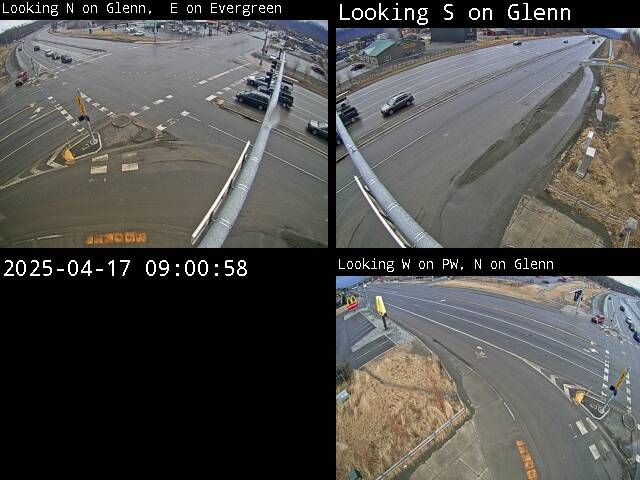 Looking N on Glenn,  E on Evergreen
Looking S on Glenn
2025-04-17 09:00:58
Looking W on PW, N on Glenn